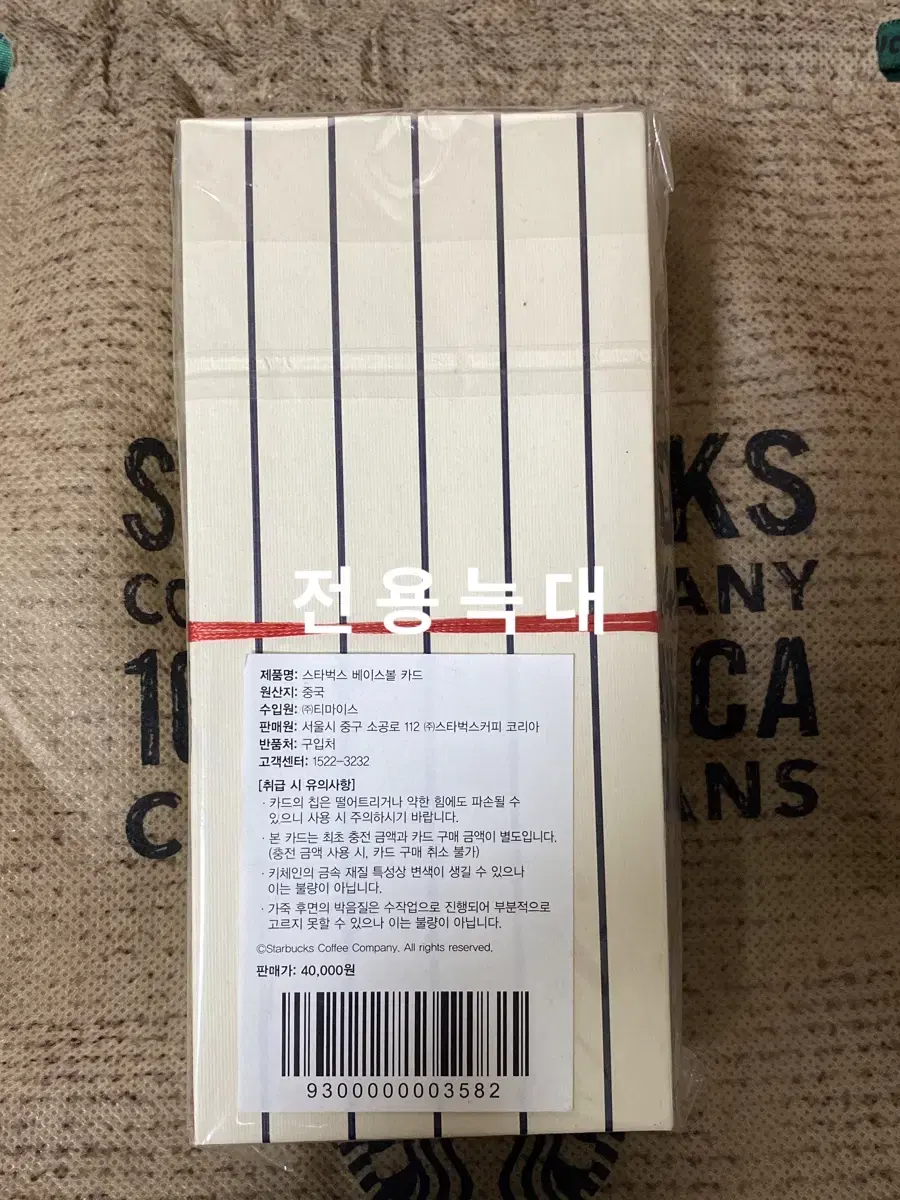 KS
ANY
CA
ANS
전용늑대
제품명: 스타벅스 베이스볼 카드
원산지: 중국
수입원: ㈜티마이스
판매원: 서울시 중구 소공로 112 ㈜스타벅스커피 코리아
반품처: 구입처
고객센터: 1522-3232
[취급 시 유의사항]
· 카드의 칩은 떨어트리거나 약한 힘에도 파손될 수
있으니 사용 시 주의하시기 바랍니다.
· 본 카드는 최초 충전 금액과 카드 구매 금액이 별도입니다.
(충전 금액 사용 시, 카드 구매 취소 불가)
· 키체인의 금속 재질 특성상 변색이 생길 수 있으나
이는 불량이 아닙니다.
· 가죽 후면의 박음질은 수작업으로 진행되어 부분적으로
고르지 못할 수 있으나 이는 불량이 아닙니다.
©Starbucks Coffee Company. All rights reserved.
판매가: 40,000원
9300000003582